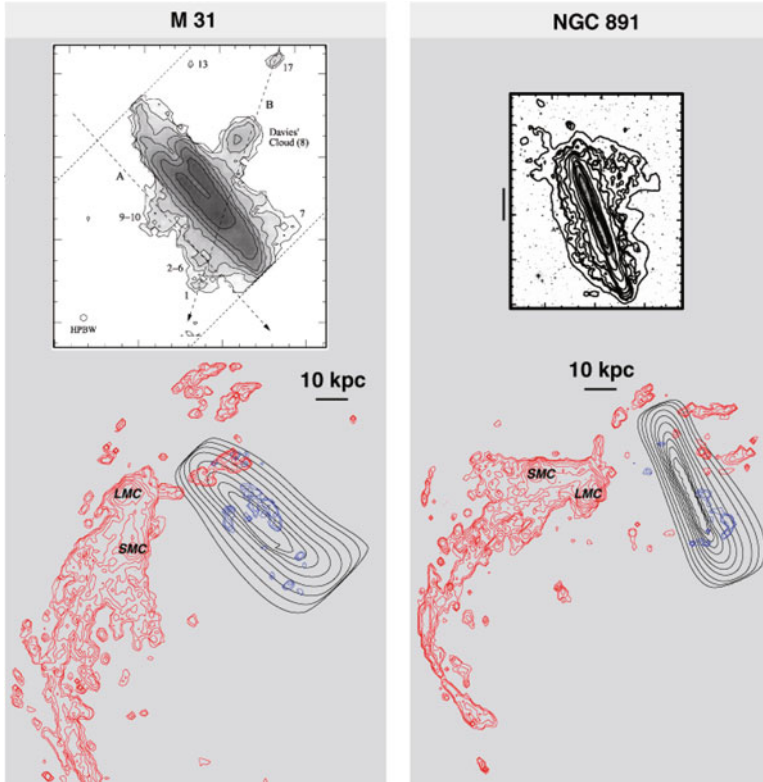 M 31
13
17
B
Davies'
Cloud (8)
A
9–10
7
2–6
1
HPBW
10 kpc
LMC
SMC
NGC 891
10 kpc
SMC
LMC